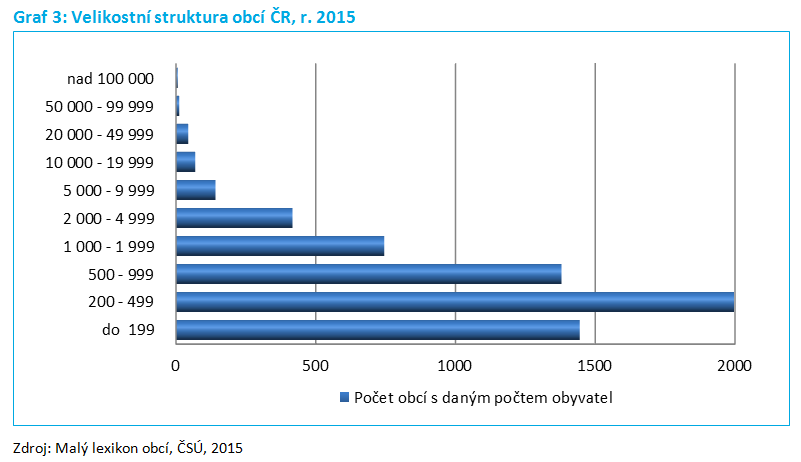 Graf 3: Velikostní struktura obcí ČR, r. 2015
nad 100 000
50 000 - 99 999
20 000 - 49 999
10 000 - 19 999
5 000 - 9 999
2 000 - 4 999
1 000 - 1 999
500 - 999
200 - 499
do 199
0 500 1000 1500 2000
Počet obcí s daným počtem obyvatel
Zdroj: Malý lexikon obcí, ČSÚ, 2015